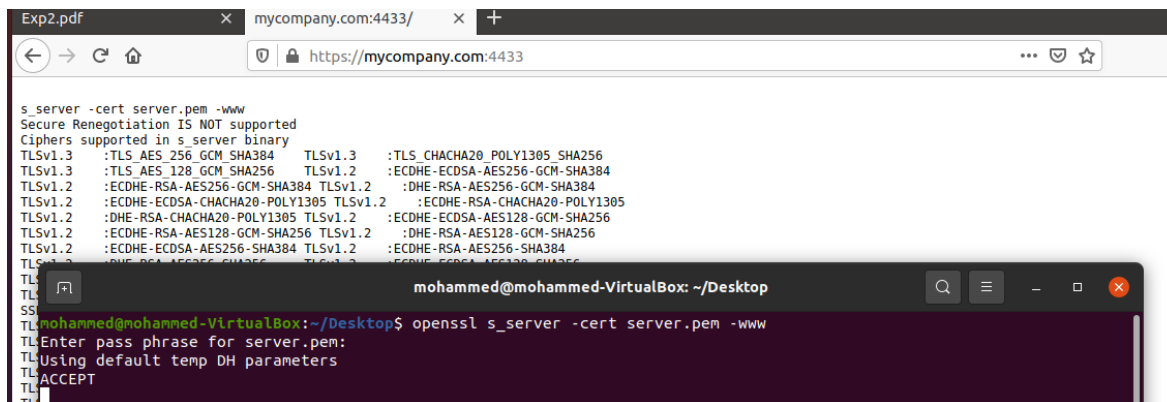 Exp2.pdf
mycompany.com:4433/
https://mycompany.com:4433
s_server -cert server.pem -www
Secure Renegotiation IS NOT supported
Ciphers supported in s_server binary
TLSv1.3 :TLS_AES_256_GCM_SHA384 TLSv1.3 :TLS_CHACHA20_POLY1305_SHA256
TLSv1.3 :TLS_AES_128_GCM_SHA256 TLSv1.2 :ECDHE-ECDSA-AES256-GCM-SHA384
TLSv1.2 :ECDHE-RSA-AES256-GCM-SHA384 TLSv1.2 :DHE-RSA-AES256-GCM-SHA384
TLSv1.2 :ECDHE-ECDSA-CHACHA20-POLY1305 TLSv1.2 :ECDHE-RSA-CHACHA20-POLY1305
TLSv1.2 :DHE-RSA-CHACHA20-POLY1305 TLSv1.2 :ECDHE-ECDSA-AES128-GCM-SHA256
TLSv1.2 :ECDHE-RSA-AES128-GCM-SHA256 TLSv1.2 :DHE-RSA-AES128-GCM-SHA256
TLSv1.2 :ECDHE-ECDSA-AES256-SHA384 TLSv1.2 :ECDHE-RSA-AES256-SHA384
mohammed@mohammed-VirtualBox: ~/Desktop
mohammed@mohammed-VirtualBox:~/Desktop$ openssl s_server -cert server.pem -www
Enter pass phrase for server.pem:
Using default temp DH parameters
ACCEPT